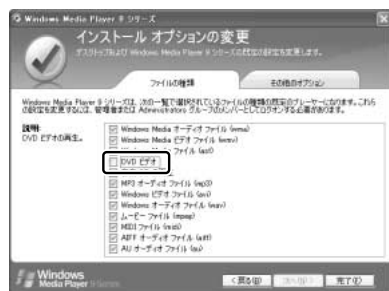 Windows Media Player 9 シリーズ
インストール オプションの変更
デスクトップおよび Windows Media Player 9 シリーズの既定の設定を変更します。
ファイルの種類
その他のオプション
Windows Media Player 9 シリーズは、次の一覧で選択されているファイルの種類の既定のプレーヤーになります。これら
の設定を変更するには、管理者または Administrators グループのメンバーとしてログオンする必要があります。
説明:
DVD ビデオの再生。
Windows Media オーディオ ファイル (wma)
Windows Media ビデオ ファイル (wmv)
ファイル (asf)
DVD ビデオ
MP3 オーディオ ファイル (mp3)
Windows ビデオ ファイル (avi)
Windows オーディオ ファイル (wav)
ムービー ファイル (mpeg)
MIDI ファイル (midi)
AIFF オーディオ ファイル (aiff)
AU オーディオ ファイル (au)
Windows
Media Player 9 Series
< 戻る(B)
次へ(N) >
完了(F)